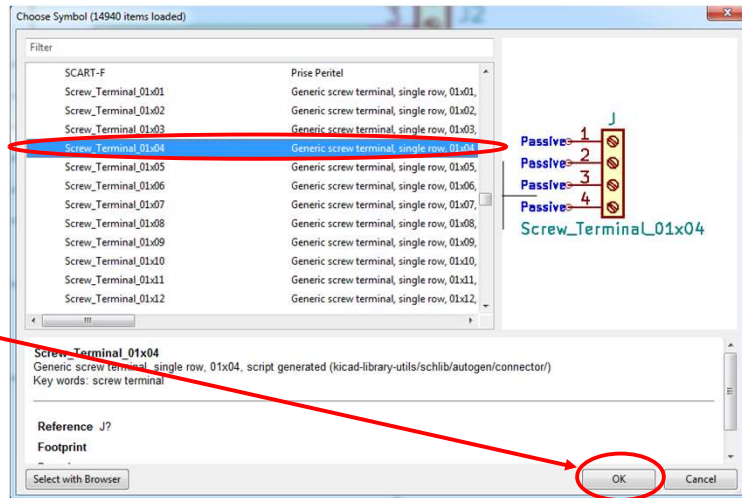 Choose Symbol (14940 items loaded)
3 J2
Filter
SCART-F Prise Peritel
Screw_Terminal_01x01 Generic screw terminal, single row, 01x01,
Screw_Terminal_01x02 Generic screw terminal, single row, 01x02,
Screw_Terminal_01x03 Generic screw terminal, single row, 01x03,
Screw_Terminal_01x04 Generic screw terminal, single row, 01x04
Screw_Terminal_01x05 Generic screw terminal, single row, 01x05,
Screw_Terminal_01x06 Generic screw terminal, single row, 01x06,
Screw_Terminal_01x07 Generic screw terminal, single row, 01x07,
Screw_Terminal_01x08 Generic screw terminal, single row, 01x08,
Screw_Terminal_01x09 Generic screw terminal, single row, 01x09,
Screw_Terminal_01x10 Generic screw terminal, single row, 01x10,
Screw_Terminal_01x11 Generic screw terminal, single row, 01x11,
Screw_Terminal_01x12 Generic screw terminal, single row, 01x12,
J
Passive 1
Passive 2
Passive 3
Passive 4
Screw_Terminal_01x04
Screw_Terminal_01x04
Generic screw terminal, single row, 01x04, script generated (kicad-library-utils/schlib/autogen/connector/)
Key words: screw terminal
Reference J?
Footprint
Select with Browser OK Cancel